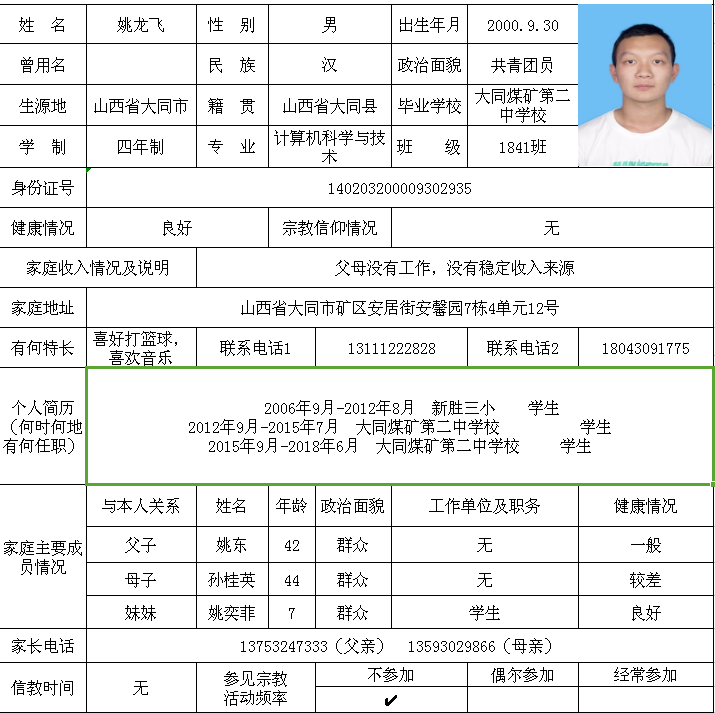 姓 名 姚龙飞 性 别 男 出生年月 2000.9.30
曾用名 民 族 汉 政治面貌 共青团员
生源地 山西省大同市 籍 贯 山西省大同县 毕业学校 大同煤矿第二
中学校
学 制 四年制 专 业 计算机科学与技
术 班 级 1841班
身份证号 140203200009302935
健康情况 良好 宗教信仰情况 无
家庭收入情况及说明 父母没有工作，没有稳定收入来源
家庭地址 山西省大同市矿区安居街安馨园7栋4单元12号
有何特长 喜好打篮球，
喜欢音乐 联系电话1 13111222828 联系电话2 18043091775
个人简历
（何时何地
有何任职）
2006年9月-2012年8月 新胜三小 学生
2012年9月-2015年7月 大同煤矿第二中学校 学生
2015年9月-2018年6月 大同煤矿第二中学校 学生
家庭主要成
员情况
与本人关系 姓名 年龄 政治面貌 工作单位及职务 健康情况
父子 姚东 42 群众 无 一般
母子 孙桂英 44 群众 无 较差
妹妹 姚奕菲 7 群众 学生 良好
家长电话 13753247333（父亲） 13593029866（母亲）
信教时间 无 参见宗教
活动频率 不参加 偶尔参加 经常参加
✔